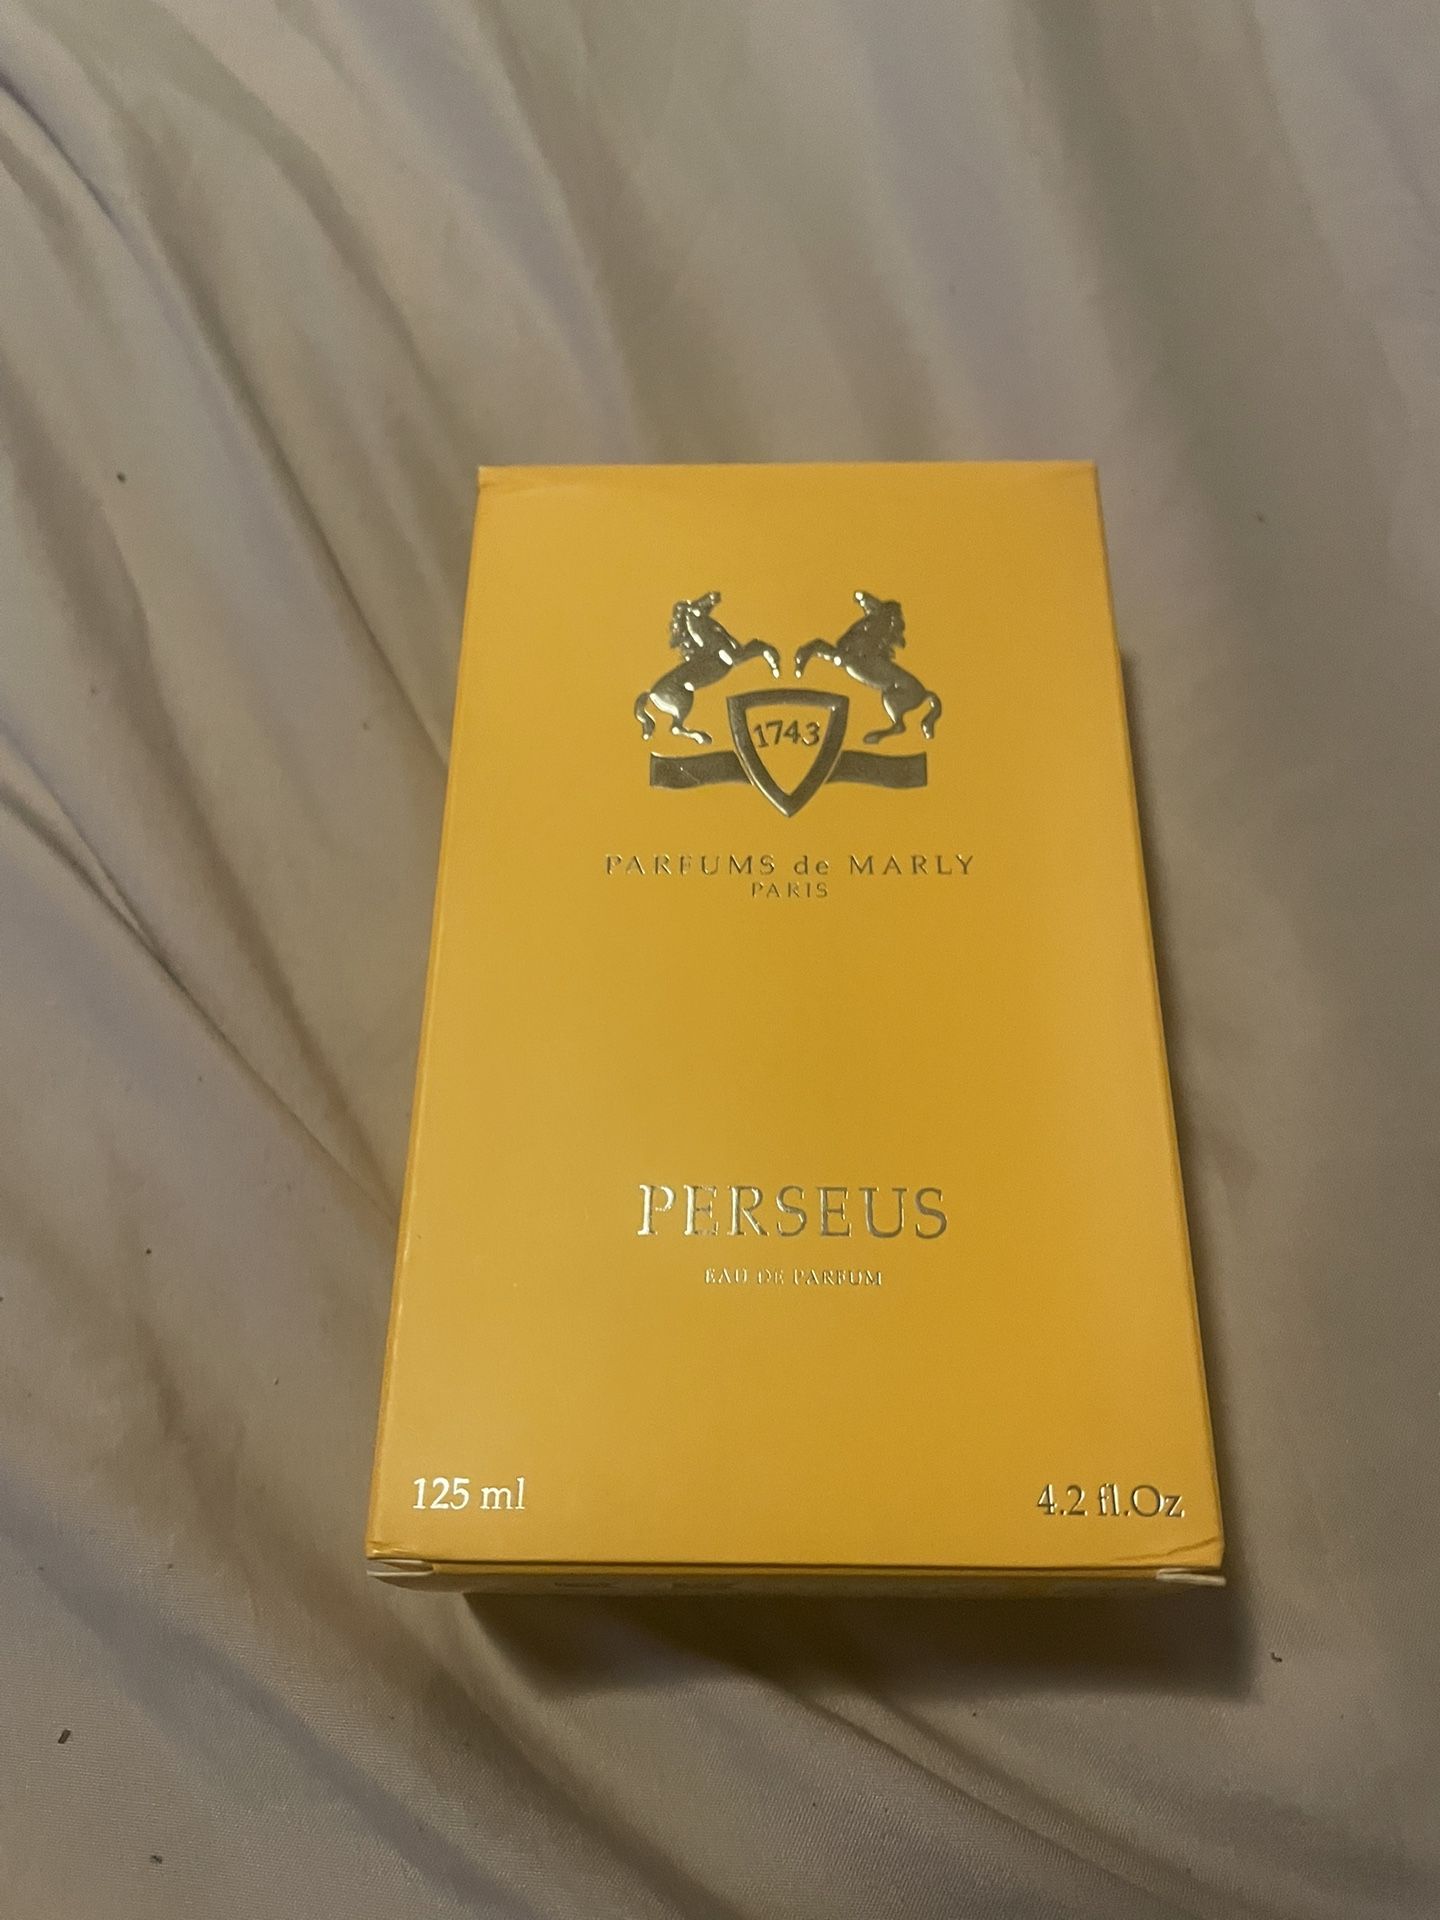 1743
PARFUMS de MARLY
PARIS
PERSEUS
EAU DE PARFUM
125 ml
4.2 fl.Oz